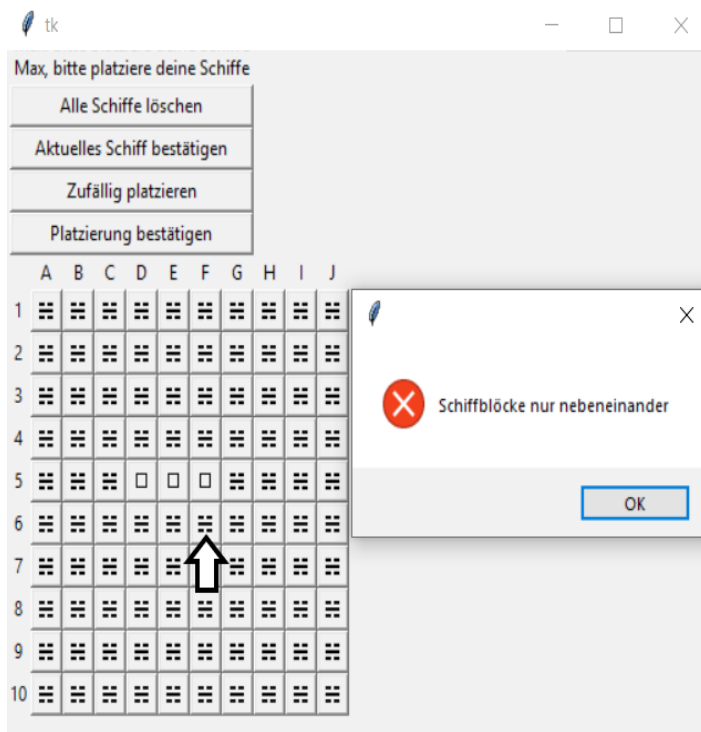 tk
Max, bitte platziere deine Schiffe
Alle Schiffe löschen
Aktuelles Schiff bestätigen
Zufällig platzieren
Platzierung bestätigen
A B C D E F G H I J
1 ䷁ ䷁ ䷁ ䷁ ䷁ ䷁ ䷁ ䷁ ䷁ ䷁
2 ䷁ ䷁ ䷁ ䷁ ䷁ ䷁ ䷁ ䷁ ䷁ ䷁
3 ䷁ ䷁ ䷁ ䷁ ䷁ ䷁ ䷁ ䷁ ䷁ ䷁
4 ䷁ ䷁ ䷁ ䷁ ䷁ ䷁ ䷁ ䷁ ䷁ ䷁
5 ䷁ ䷁ ䷁ □ □ □ ䷁ ䷁ ䷁ ䷁
6 ䷁ ䷁ ䷁ ䷁ ䷁ ䷁ ䷁ ䷁ ䷁ ䷁
7 ䷁ ䷁ ䷁ ䷁ ䷁ ䷁ ䷁ ䷁ ䷁
8 ䷁ ䷁ ䷁ ䷁ ䷁ ䷁ ䷁ ䷁ ䷁ ䷁
9 ䷁ ䷁ ䷁ ䷁ ䷁ ䷁ ䷁ ䷁ ䷁ ䷁
10 ䷁ ䷁ ䷁ ䷁ ䷁ ䷁ ䷁ ䷁ ䷁ ䷁
Schiffblöcke nur nebeneinander
OK